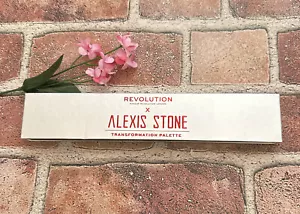 REVOLUTION
X
ALEXIS STONE
TRANSFORMATION PALETTE